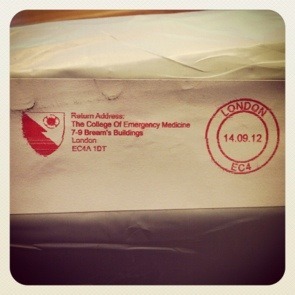 Return Address:
The College Of Emergency Medicine
7-9 Bream's Buildings
London
EC4A 1DT
LONDON
14.09.12
EC4